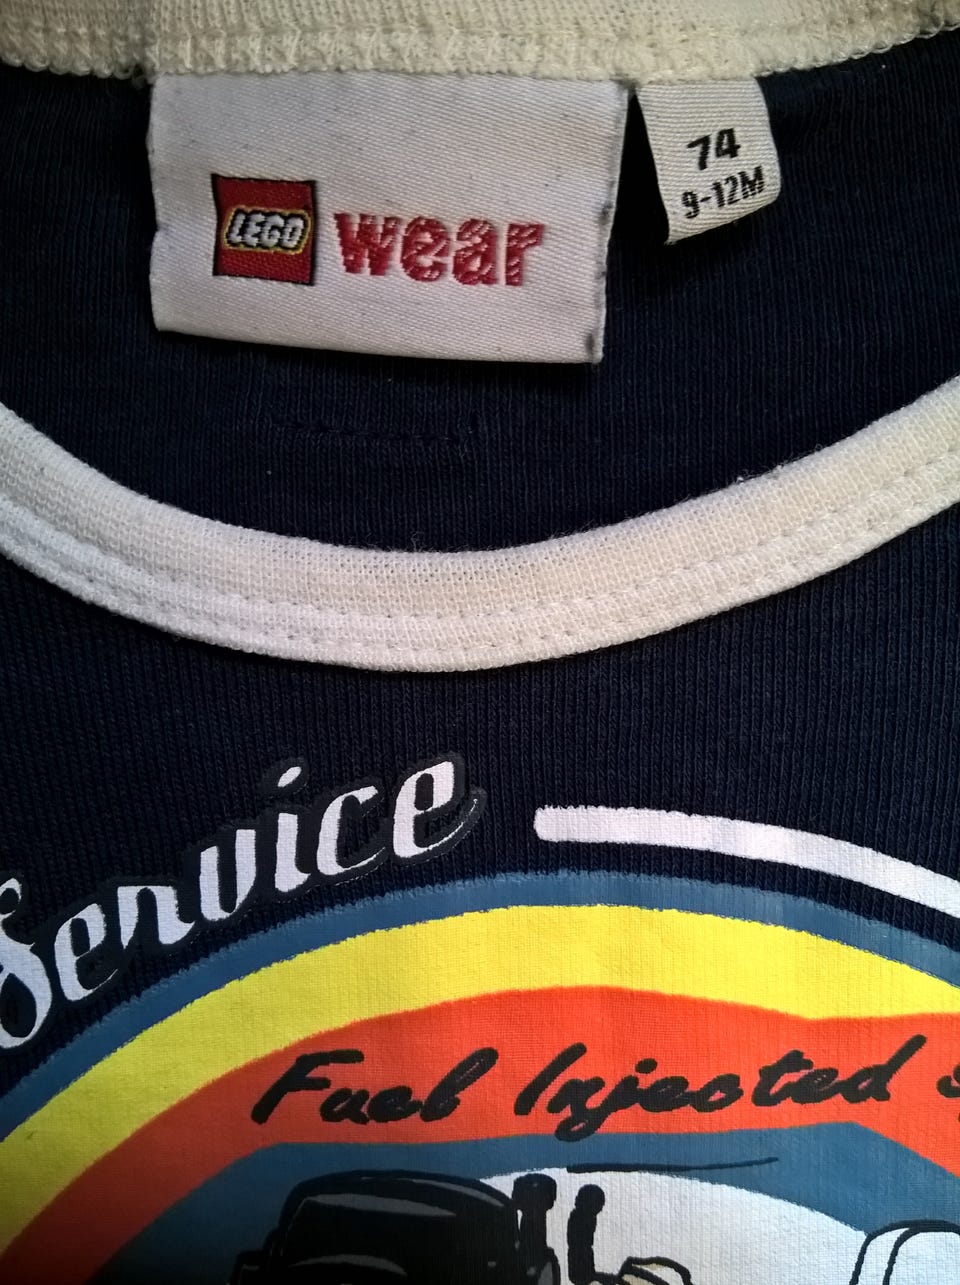 LEGO wear
74
9-12M
Service
Fuel Injected